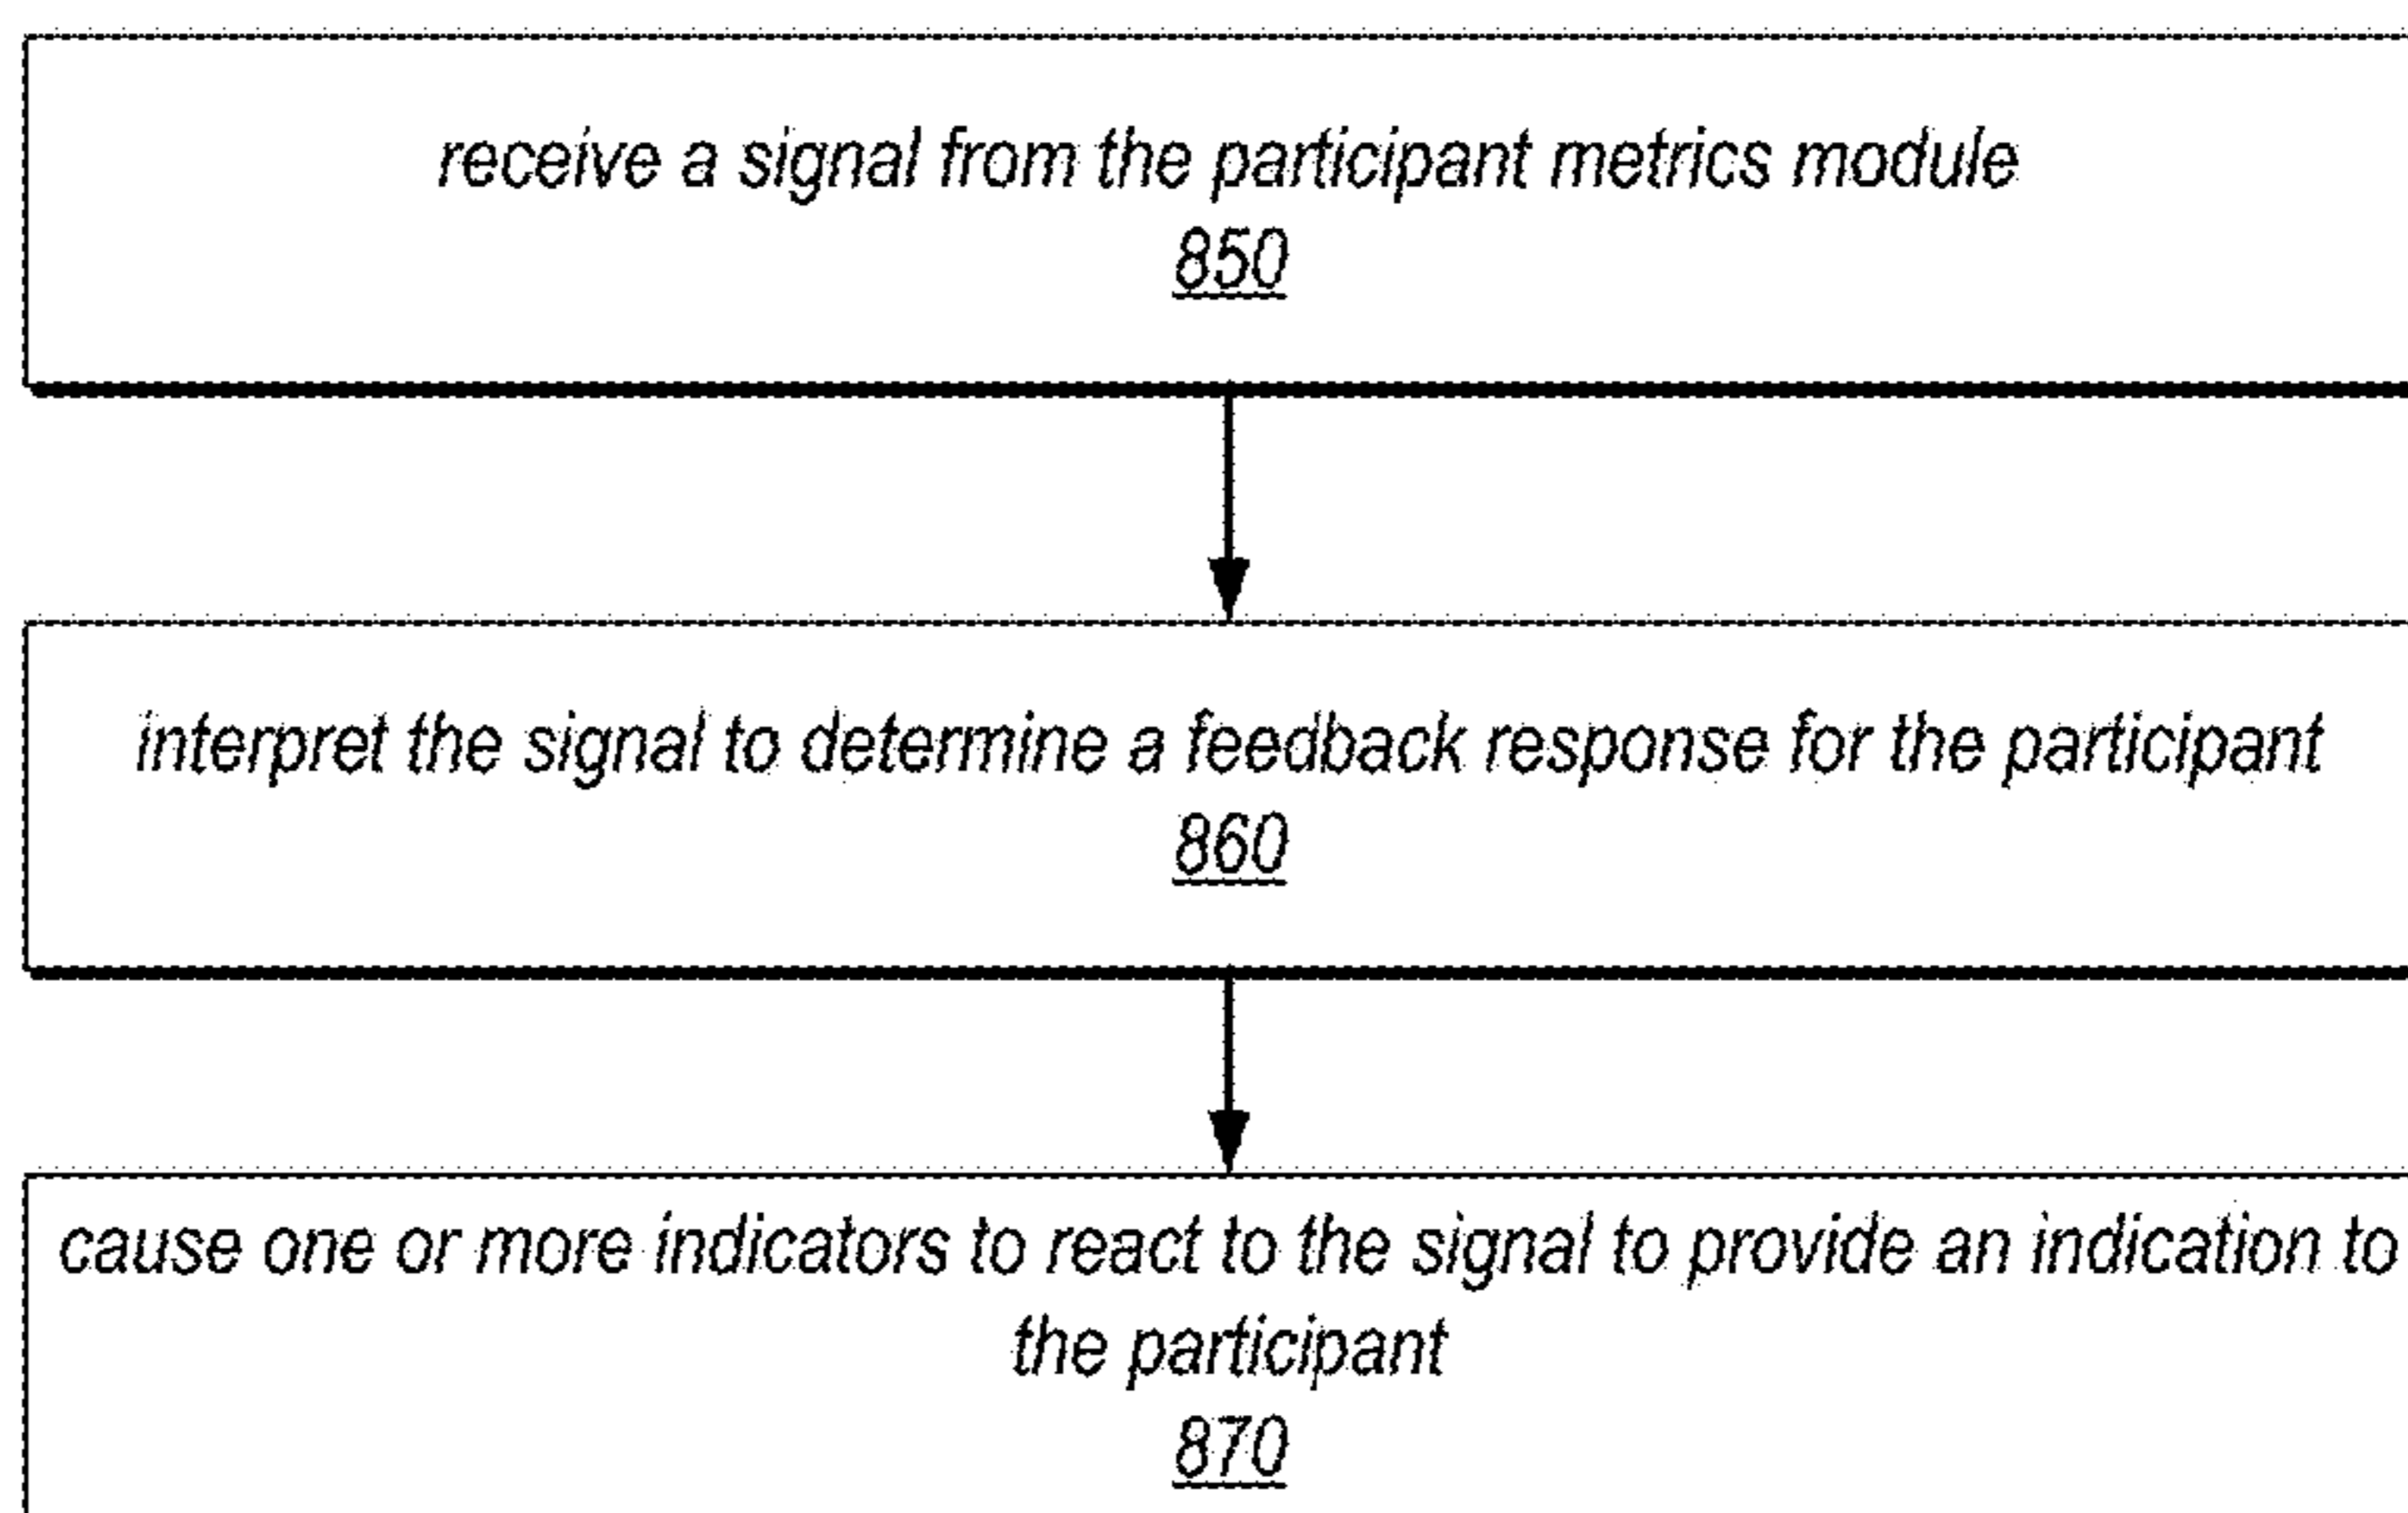 receive a signal from the participant metrics module
850
interpret the signal to determine a feedback response for the participant
860
cause one or more indicators to react to the signal to provide an indication to
the participant
870